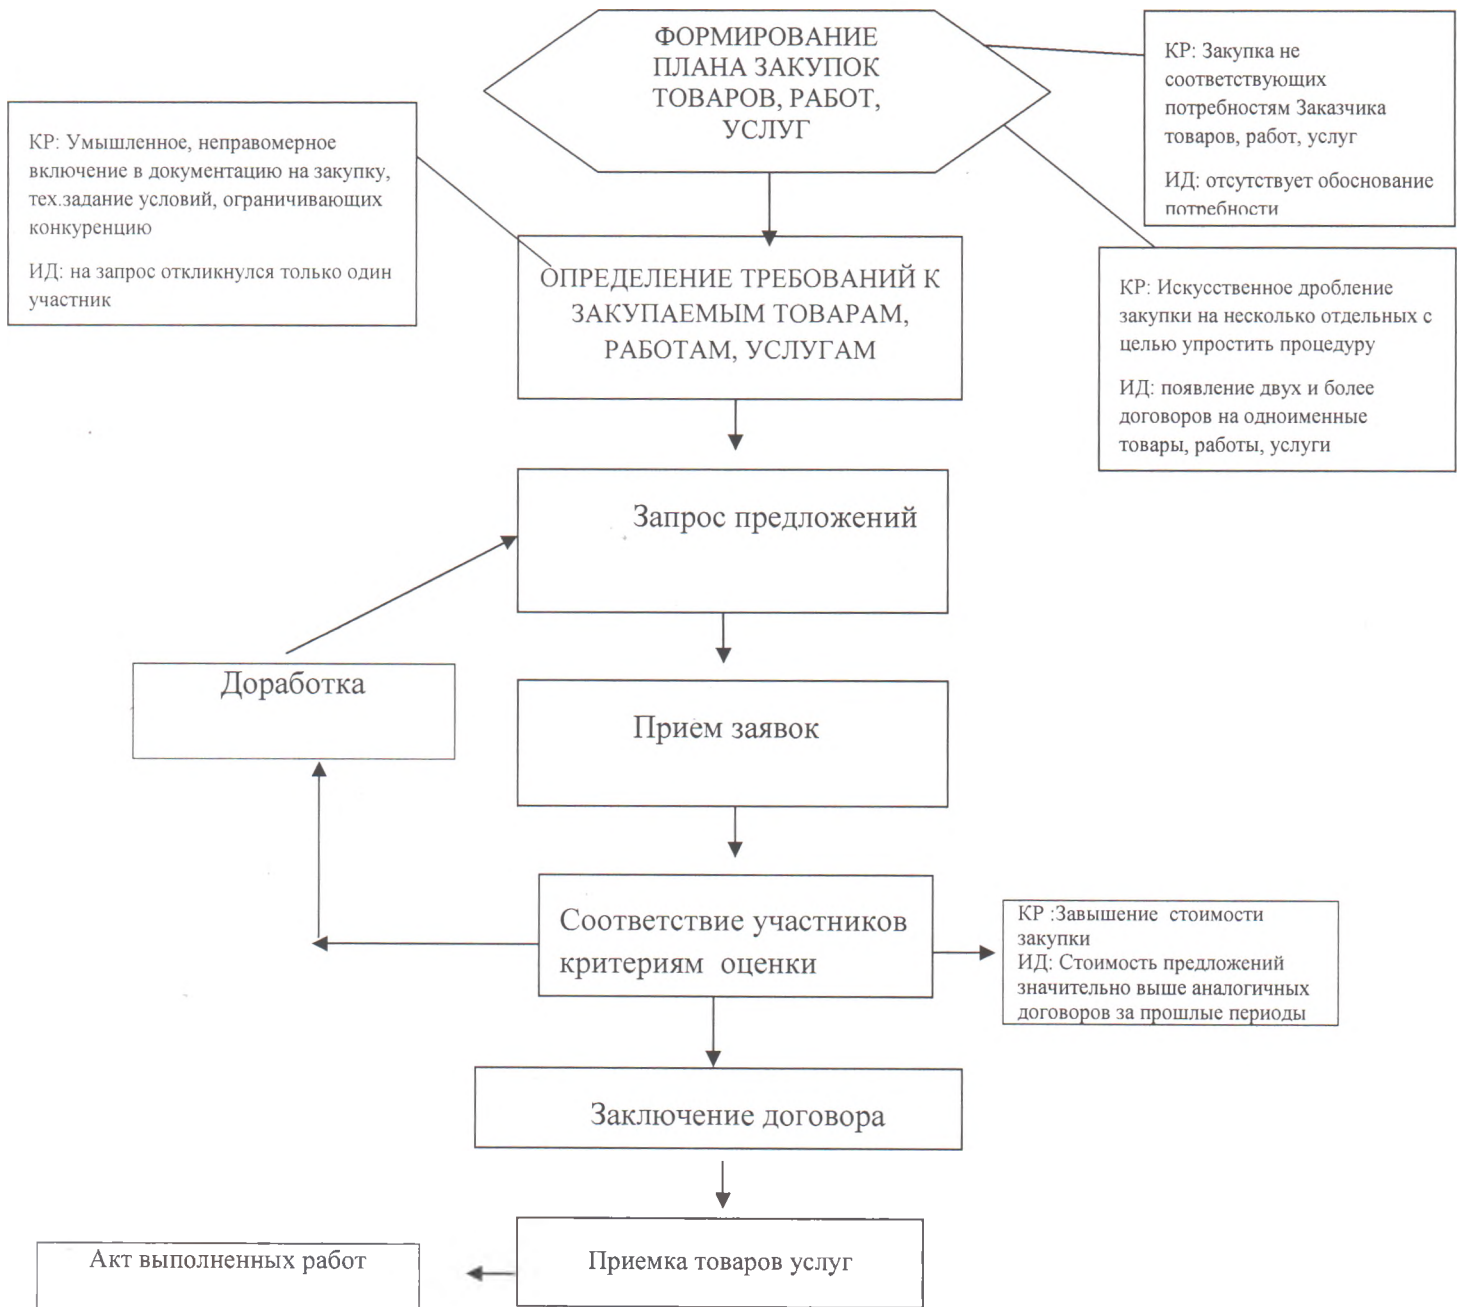 ФОРМИРОВАНИЕ
ПЛАНА ЗАКУПОК
ТОВАРОВ, РАБОТ,
УСЛУГ
КР: Закупка не
соответствующих
потребностям Заказчика
товаров, работ, услуг
ИД: отсутствует обоснование
потребности
КР: Умышленное, неправомерное
включение в документацию на закупку,
тех.задание условий, ограничивающих
конкуренцию
ИД: на запрос откликнулся только один
участник
ОПРЕДЕЛЕНИЕ ТРЕБОВАНИЙ К
ЗАКУПАЕМЫМ ТОВАРАМ,
РАБОТАМ, УСЛУГАМ
КР: Искусственное дробление
закупки на несколько отдельных с
целью упростить процедуру
ИД: появление двух и более
договоров на одноименные
товары, работы, услуги
Запрос предложений
Доработка
Прием заявок
Соответствие участников
критериям оценки
КР :Завышение стоимости
закупки
ИД: Стоимость предложений
значительно выше аналогичных
договоров за прошлые периоды
Заключение договора
Приемка товаров услуг
Акт выполненных работ